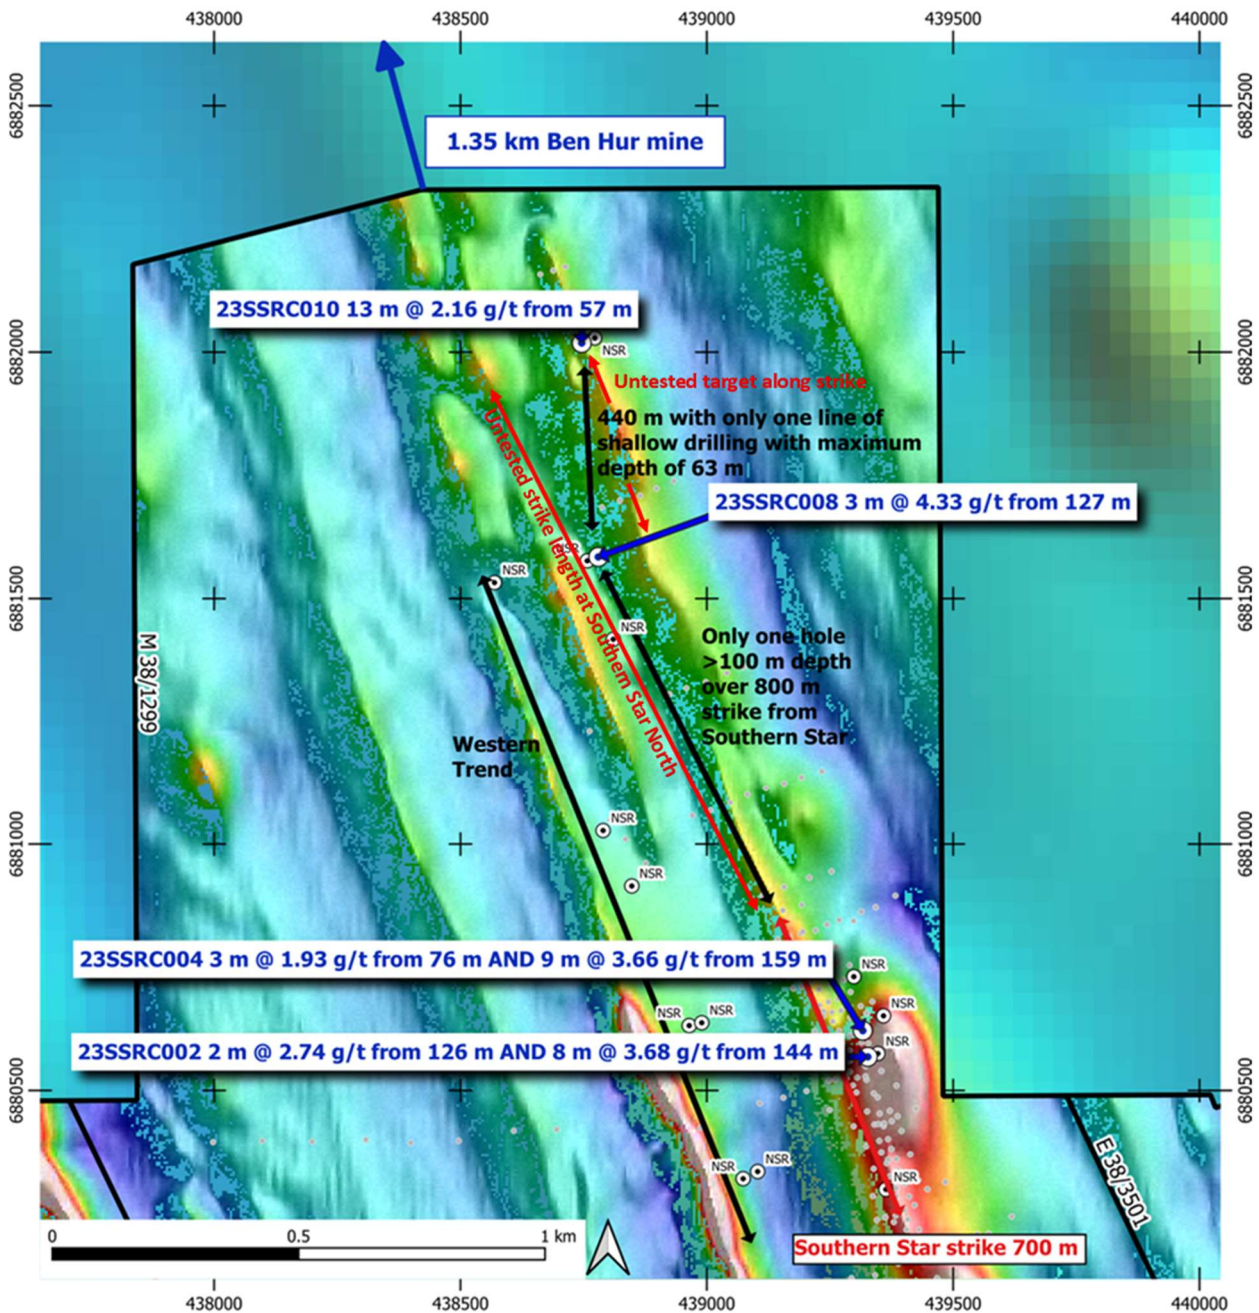 438000
438500
439000
439500
440000
6882500
6882500
1.35 km Ben Hur mine
23SSRC010 13 m @ 2.16 g/t from 57 m
NSR
6882000
6882000
Untested target along strike
440 m with only one line of
shallow drilling with maximum
depth of 63 m
23SSRC008 3 m @ 4.33 g/t from 127 m
Untested strike length at Southern Star North
NSR
NSR
6881500
6881500
NSR
Only one hole
>100 m depth
over 800 m
strike from
Southern Star
M 38/1299
Western
Trend
NSR
6881000
6881000
NSR
23SSRC004 3 m @ 1.93 g/t from 76 m AND 9 m @ 3.66 g/t from 159 m
NSR
NSR
NSR
NSR
NSR
23SSRC002 2 m @ 2.74 g/t from 126 m AND 8 m @ 3.68 g/t from 144 m
6880500
6880500
NSR
NSR
NSR
E 38/3501
0
0.5
1 km
Southern Star strike 700 m
438000
438500
439000
439500
440000